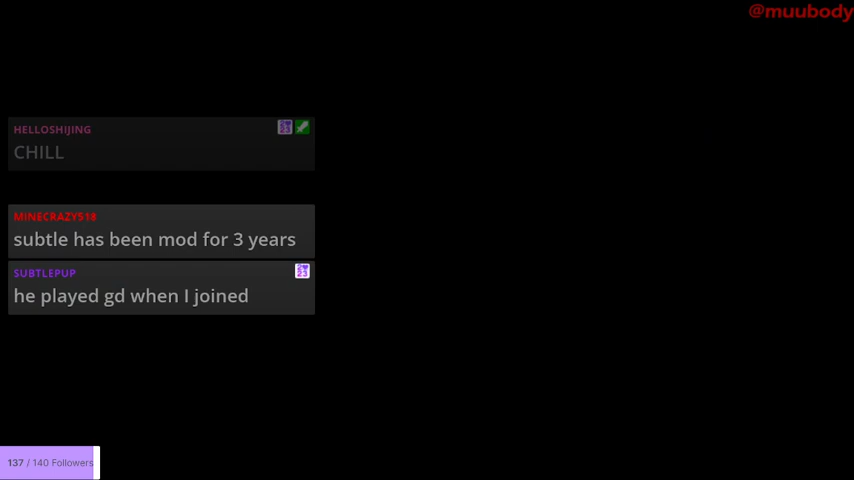 @muubody
HELLOSHIJING
CHILL
MINECRAZY518
subtle has been mod for 3 years
SUBTLEPUP
he played gd when I joined
137 / 140 Followers